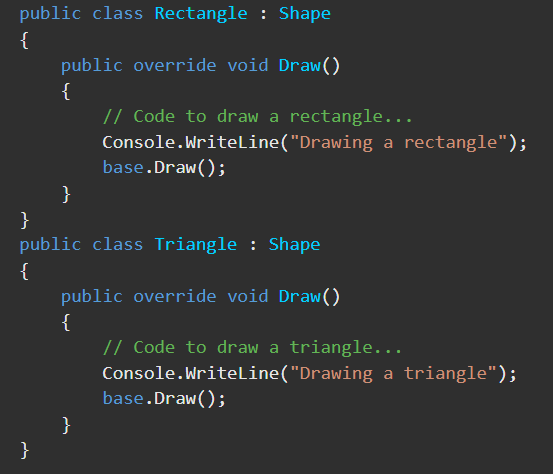 public class Rectangle : Shape
{
    public override void Draw()
    {
        // Code to draw a rectangle...
        Console.WriteLine("Drawing a rectangle");
        base.Draw();
    }
}
public class Triangle : Shape
{
    public override void Draw()
    {
        // Code to draw a triangle...
        Console.WriteLine("Drawing a triangle");
        base.Draw();
    }
}